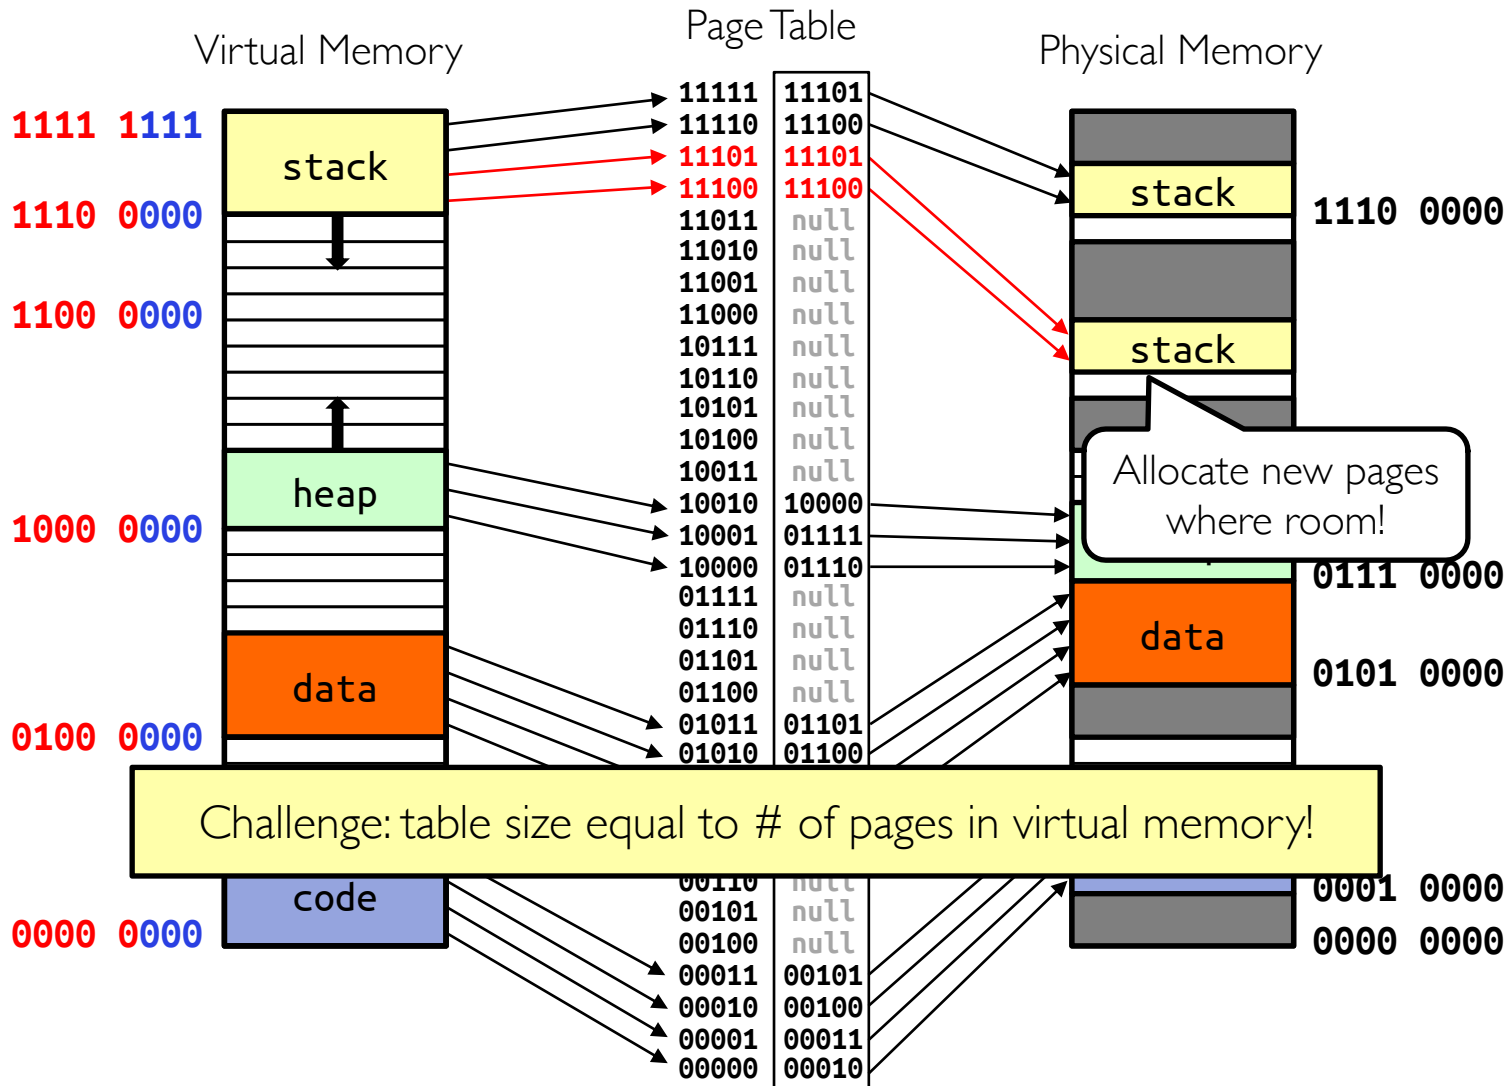 Virtual Memory
Page Table
Physical Memory
1111 1111
1110 0000
1100 0000
1000 0000
0100 0000
0000 0000
stack
heap
data
code
11111 11101
11110 11100
11101 11101
11100 11100
11011 null
11010 null
11001 null
11000 null
10111 null
10110 null
10101 null
10100 null
10011 null
10010 10000
10001 01111
10000 01110
01111 null
01110 null
01101 null
01100 null
01011 01101
01010 01100
00110 null
00101 null
00100 null
00011 00101
00010 00100
00001 00011
00000 00010
stack
1110 0000
stack
Allocate new pages
where room!
0111 0000
data
0101 0000
0001 0000
0000 0000
Challenge: table size equal to # of pages in virtual memory!